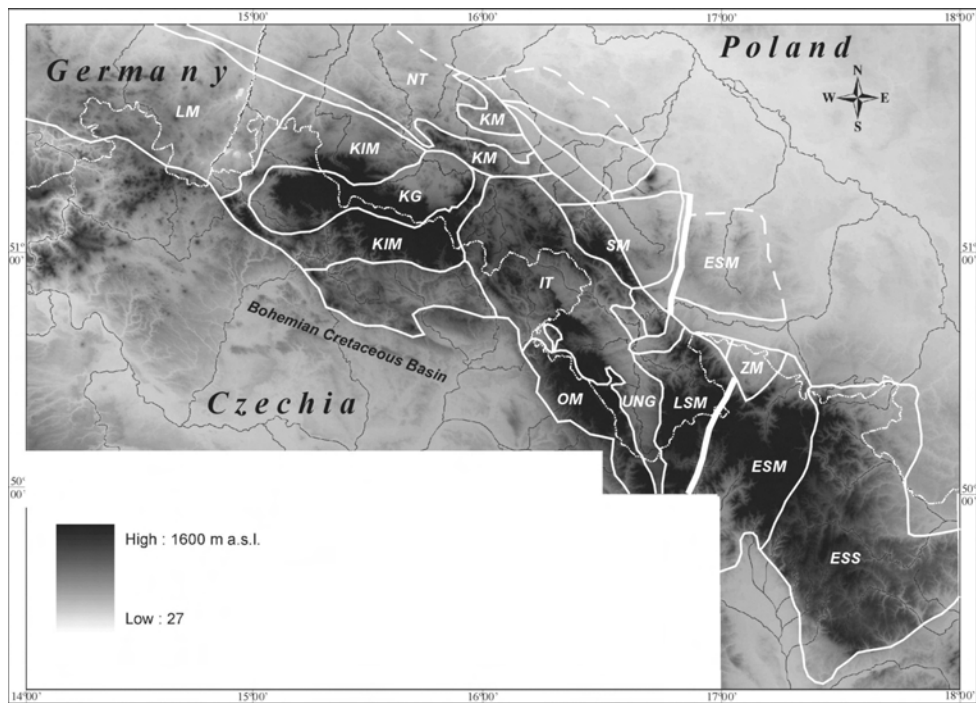 15°00' 16°00' 17°00' 18°00'
Germany
Poland
N
W E
S
NT
LM
KM
KIM
KM
KG
KIM
SM
ESM
51°
00'
51°
00'
IT
Bohemian Cretaceous Basin
ZM
Czechia
OM
UNG
LSM
ESM
50°
00'
50°
00'
High : 1600 m a.s.l.
ESS
Low : 27
14°00' 15°00' 16°00' 17°00' 18°00'